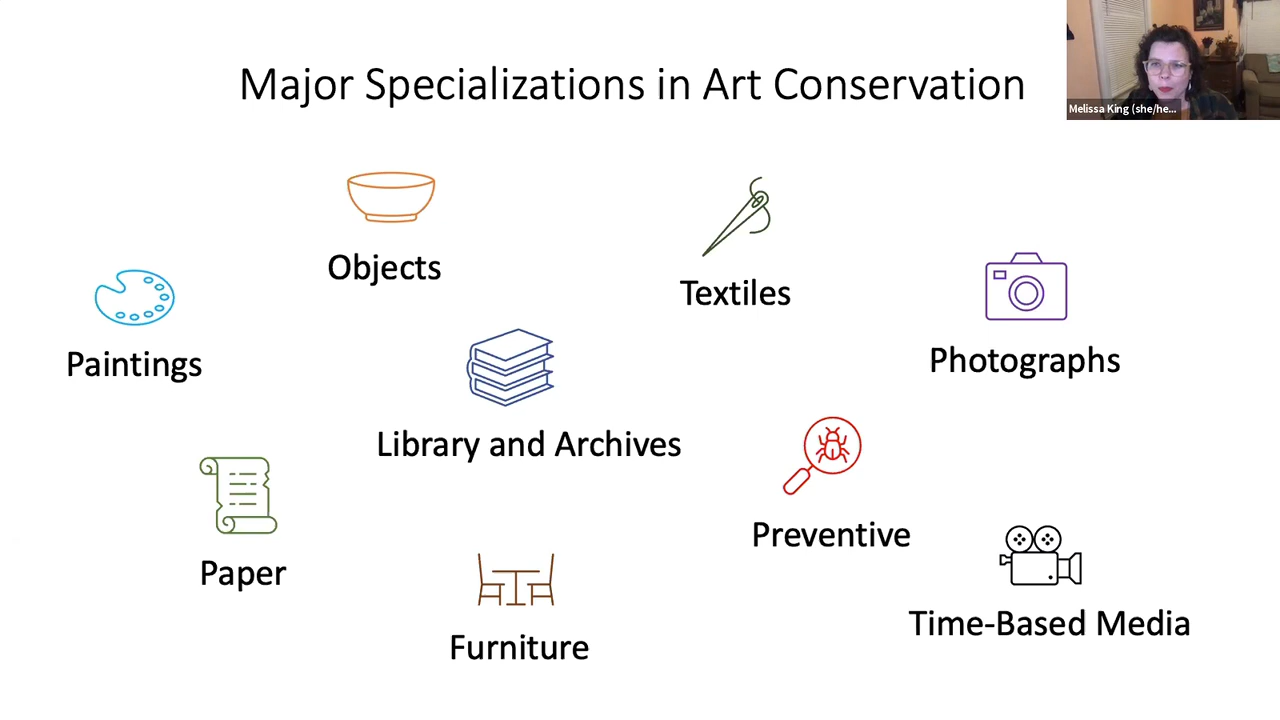 Major Specializations in Art Conservation
Melissa King (she/he...
Objects
Textiles
Paintings
Photographs
Library and Archives
Preventive
Paper
Time-Based Media
Furniture